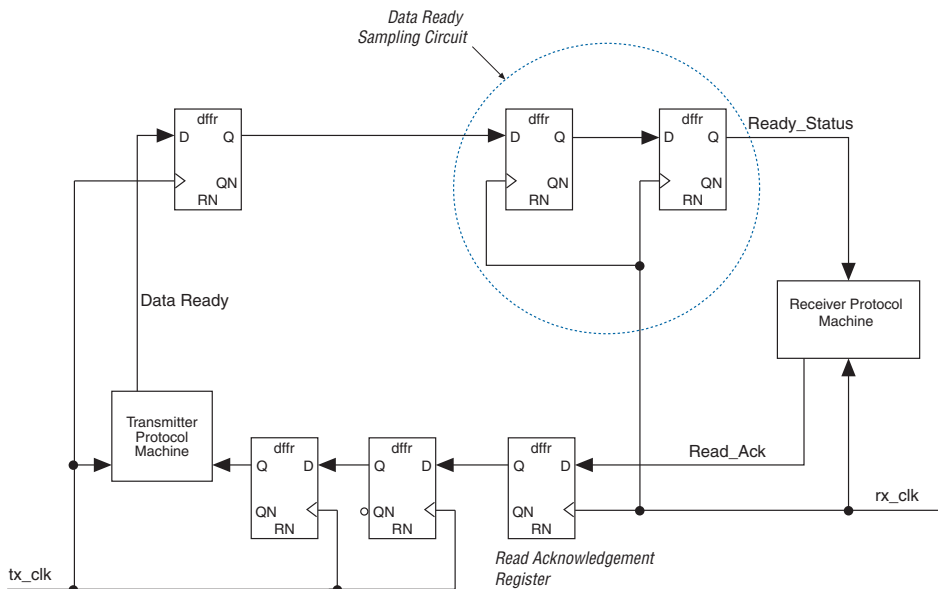 Data Ready
Sampling Circuit
dffr
D Q
QN
RN
dffr
D Q
QN
RN
dffr
D Q
QN
RN
Ready_Status
Data Ready
Receiver Protocol
Machine
Transmitter
Protocol
Machine
dffr
Q D
QN
RN
dffr
Q D
QN
RN
dffr
Q D
QN
RN
Read_Ack
rx_clk
Read Acknowledgement
Register
tx_clk